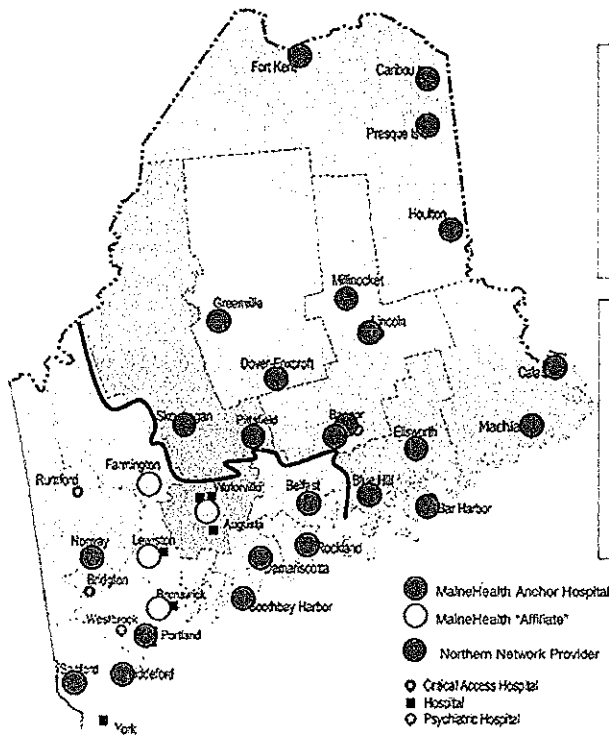 Fort Kent
Caribou
Presque Is
Houlton
Millinocket
Greenville
Lincoln
Dover-Foxcroft
Calais
Skowhegan
Pittsfield
Bangor
Ellsworth
Machias
Farmington
Rumford
Waterville
Belfast
Blue Hill
Bar Harbor
Augusta
Norway
Lewiston
Rockland
Damariscotta
Bridgton
Brunswick
Boothbay Harbor
Westbrook
Portland
Sanford
Biddeford
York
MaineHealth Anchor Hospital
MaineHealth "Affiliate"
Northern Network Provider
Critical Access Hospital
Hospital
Psychiatric Hospital